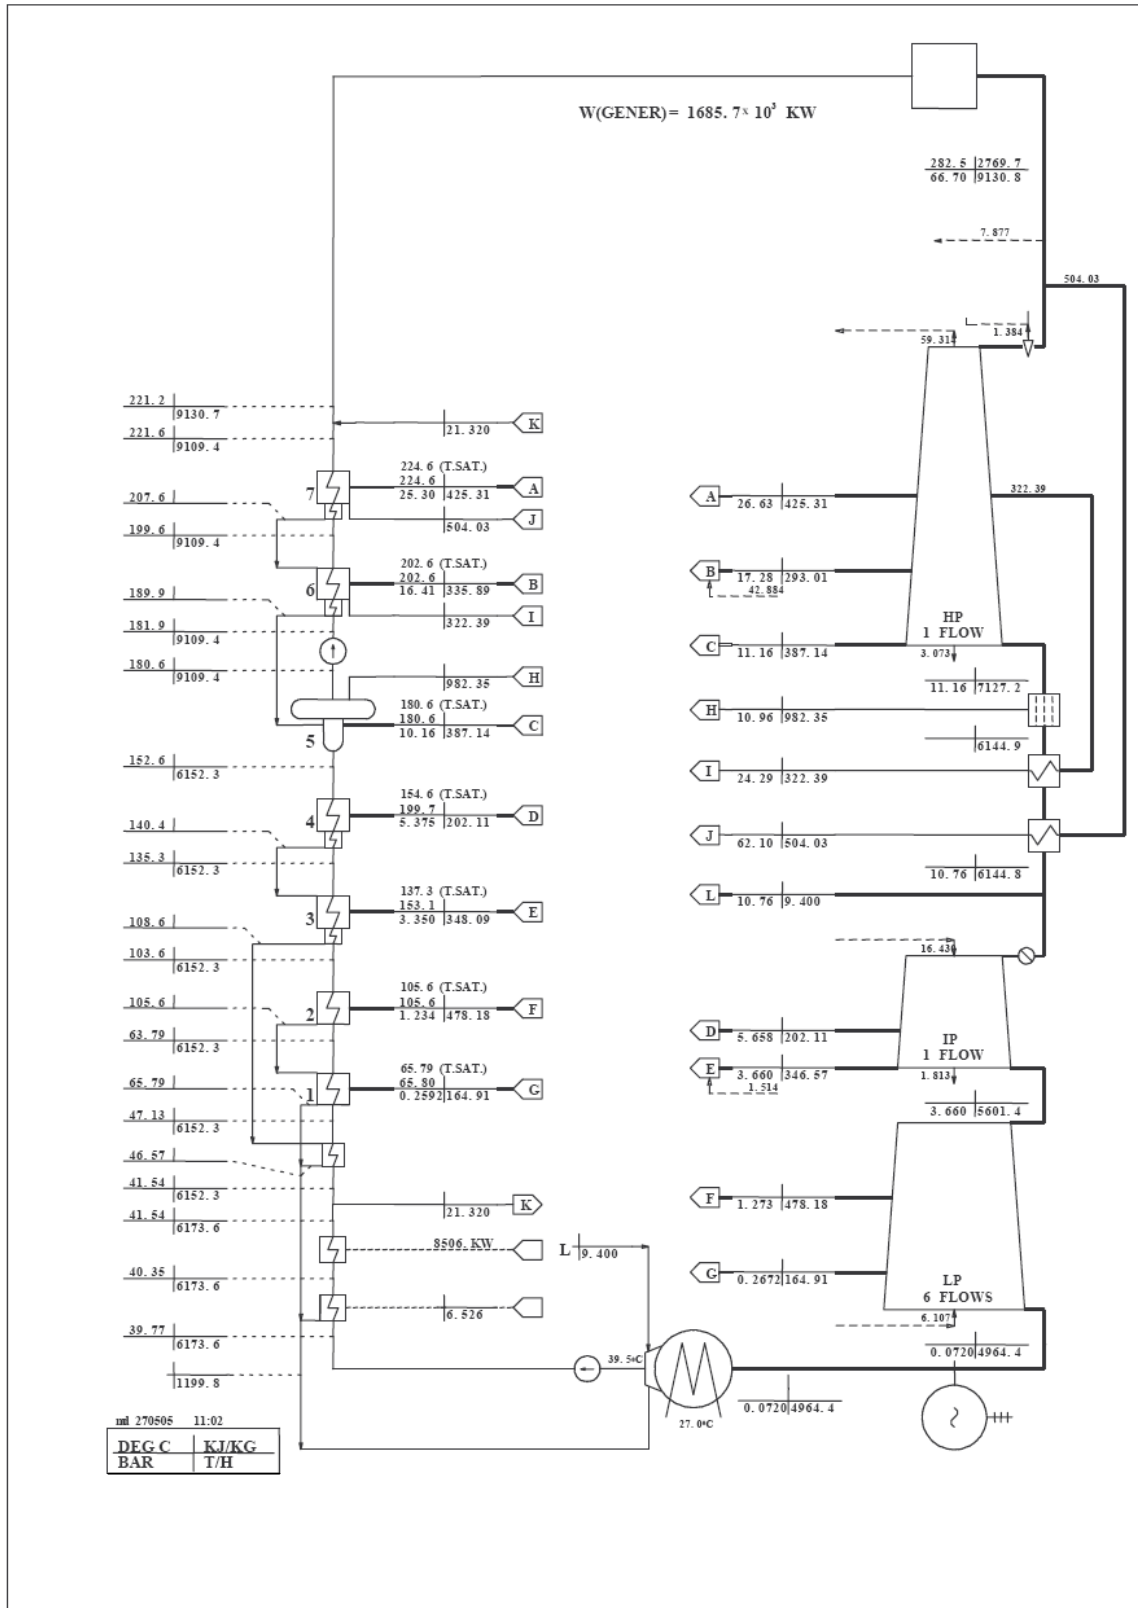 W(GENER)= 1685. 7x 10³ KW
282. 5 2769. 7
66. 70 9130. 8
7. 877
504. 03
1. 384
59. 314
221. 2
9130. 7
221. 6
9109. 4
21. 320 K
224. 6 (T.SAT.)
224. 6
25. 30 425. 31 A
7
504. 03 J
207. 6
199. 6
9109. 4
202. 6 (T.SAT.)
202. 6
16. 41 335. 89 B
6
322. 39 I
189. 9
181. 9
9109. 4
180. 6
9109. 4
982. 35 H
180. 6 (T.SAT.)
180. 6
10. 16 387. 14 C
5
152. 6
6152. 3
154. 6 (T.SAT.)
199. 7
5. 375 202. 11 D
4
140. 4
135. 3
6152. 3
137. 3 (T.SAT.)
153. 1
3. 350 348. 09 E
3
108. 6
103. 6
6152. 3
105. 6 (T.SAT.)
105. 6
1. 234 478. 18 F
2
105. 6
63. 79
6152. 3
65. 79 (T.SAT.)
65. 80
0. 2592 164. 91 G
1
65. 79
47. 13
6152. 3
46. 57
41. 54
6152. 3
21. 320 K
41. 54
6173. 6
8506. KW
40. 35
6173. 6
6. 526
39. 77
6173. 6
1199. 8
A 26. 63 425. 31
322. 39
B 17. 28 293. 01
42. 884
HP
1 FLOW
C 11. 16 387. 14
3. 073
11. 16 7127. 2
H 10. 96 982. 35
6144. 9
I 24. 29 322. 39
J 62. 10 504. 03
10. 76 6144. 8
L 10. 76 9. 400
16. 430
D 5. 658 202. 11
IP
1 FLOW
E 3. 660 346. 57
1. 514
1. 813
3. 660 5601. 4
F 1. 273 478. 18
L 9. 400
G 0. 2672 164. 91
LP
6 FLOWS
6. 107
0. 0720 4964. 4
39. 5°C
0. 0720 4964. 4
27. 0°C
ml 270505 11:02
DEG C KJ/KG
BAR T/H